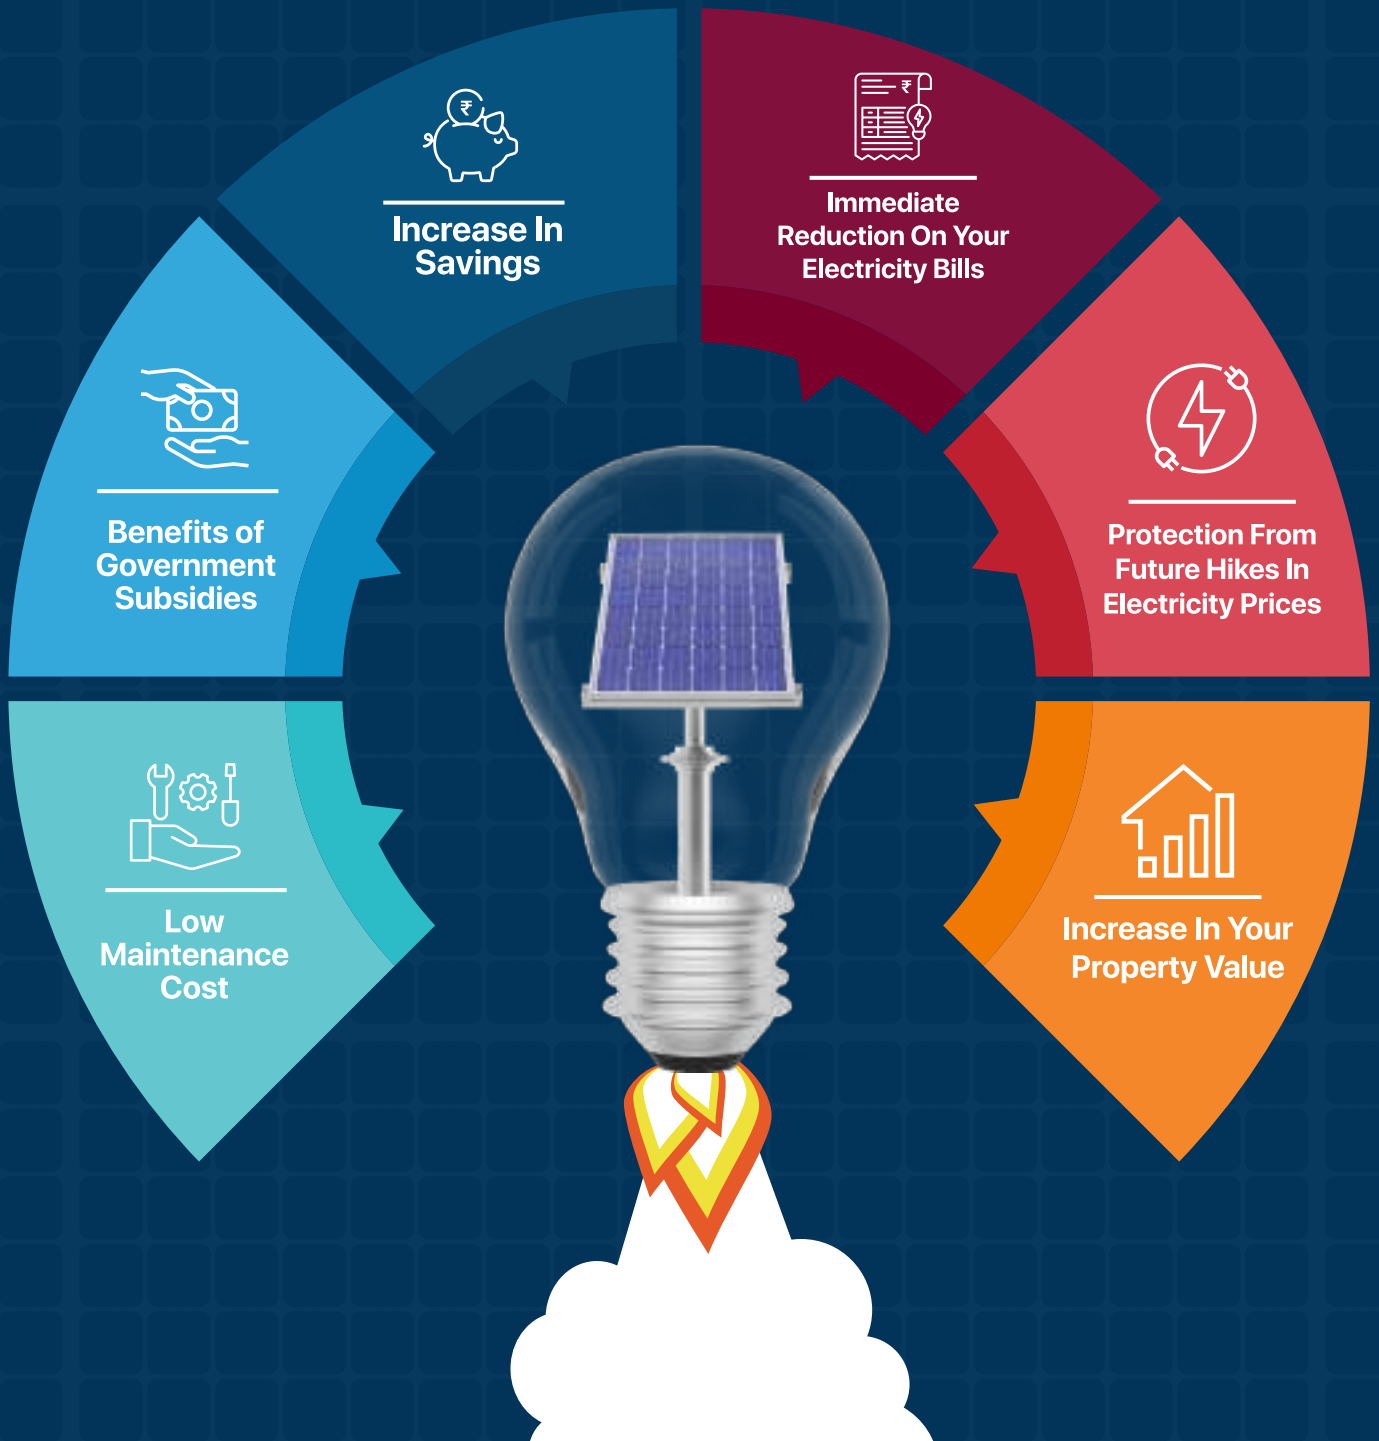 Increase In
Savings
Immediate
Reduction On Your
Electricity Bills
Benefits of
Government
Subsidies
Protection From
Future Hikes In
Electricity Prices
Low
Maintenance
Cost
Increase In Your
Property Value
₹
₹